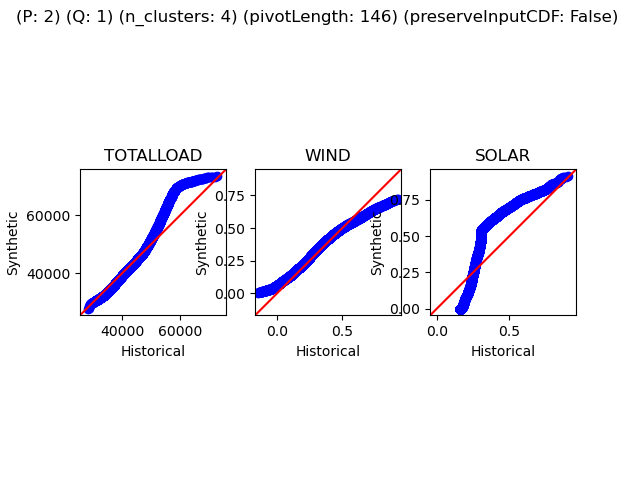 (P: 2) (Q: 1) (n_clusters: 4) (pivotLength: 146) (preserveInputCDF: False)
TOTALLOAD
Synthetic
60000
40000
40000 60000
Historical
WIND
Synthetic
0.75
0.50
0.25
0.00
0.0 0.5
Historical
SOLAR
Synthetic
0.75
0.50
0.25
0.00
0.0 0.5
Historical